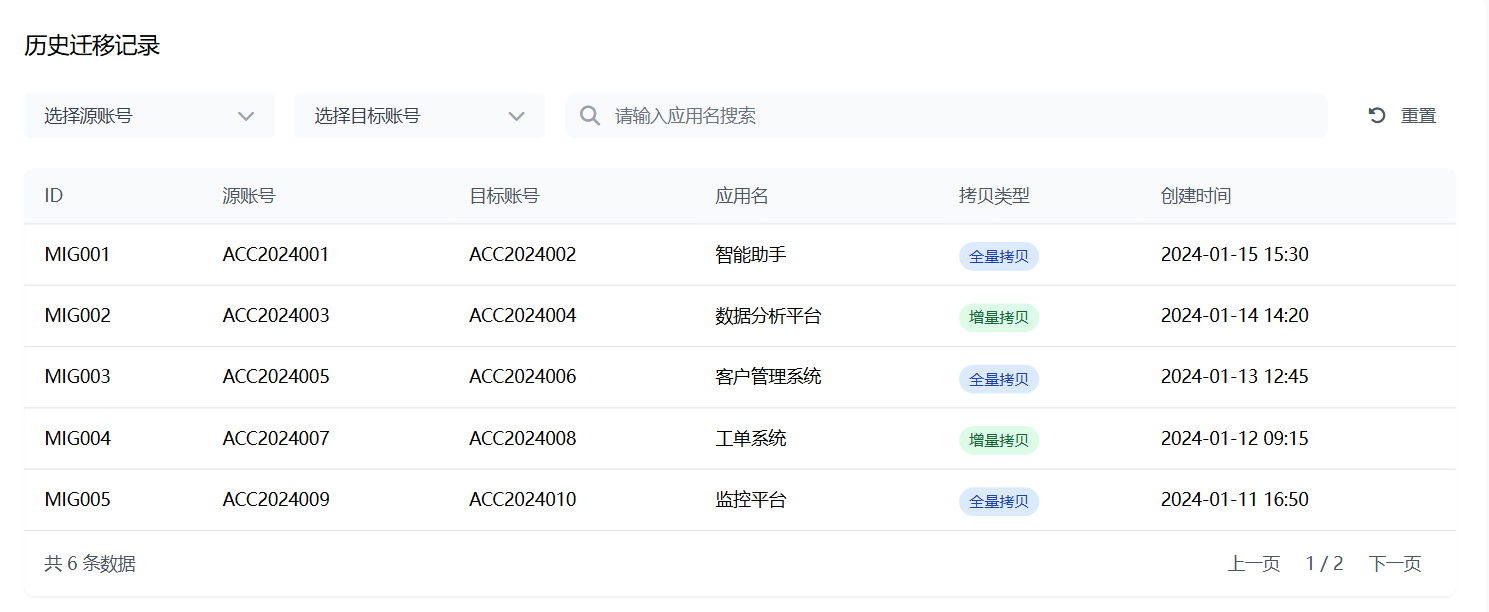 历史迁移记录
选择源账号 选择目标账号 请输入应用名搜索 重置
ID 源账号 目标账号 应用名 拷贝类型 创建时间
MIG001 ACC2024001 ACC2024002 智能助手 全量拷贝 2024-01-15 15:30
MIG002 ACC2024003 ACC2024004 数据分析平台 增量拷贝 2024-01-14 14:20
MIG003 ACC2024005 ACC2024006 客户管理系统 全量拷贝 2024-01-13 12:45
MIG004 ACC2024007 ACC2024008 工单系统 增量拷贝 2024-01-12 09:15
MIG005 ACC2024009 ACC2024010 监控平台 全量拷贝 2024-01-11 16:50
共 6 条数据 上一页 1 / 2 下一页